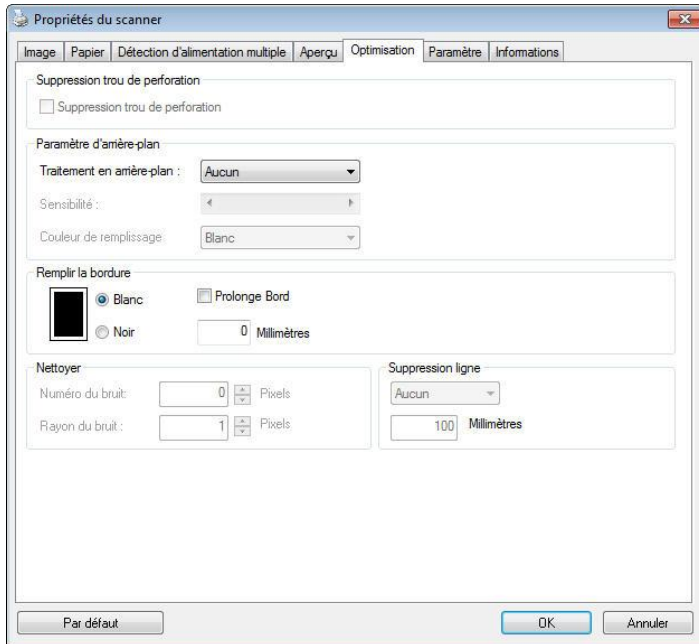 Propriétés du scanner
Image Papier Détection d'alimentation multiple Aperçu Optimisation Paramètre Informations
Suppression trou de perforation
Suppression trou de perforation
Paramètre d'arrière-plan
Traitement en arrière-plan : Aucun
Sensibilité :
Couleur de remplissage Blanc
Remplir la bordure
Blanc Prolonge Bord
Noir 0 Millimètres
Nettoyer Suppression ligne
Numéro du bruit: 0 Pixels Aucun
Rayon du bruit : 1 Pixels 100 Millimètres
Par défaut OK Annuler